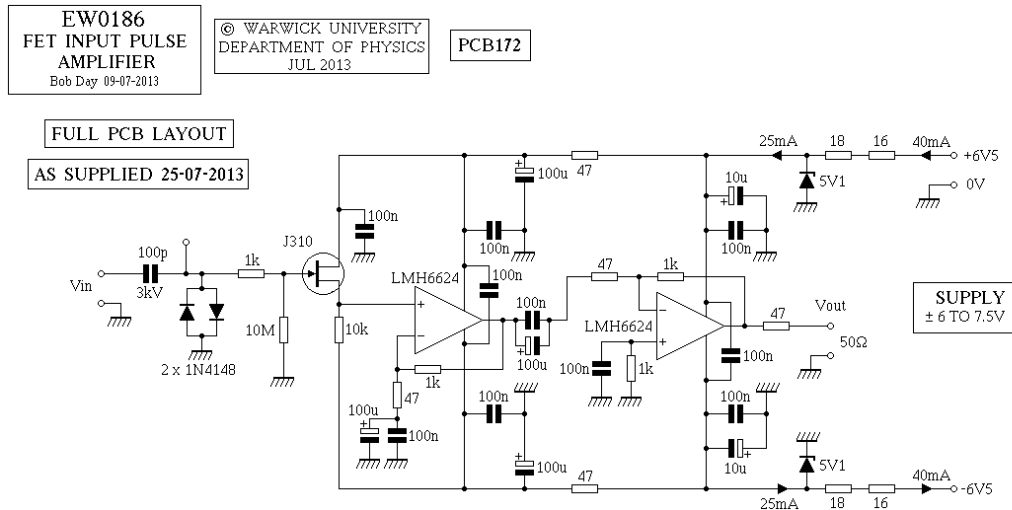 EW0186
FET INPUT PULSE
AMPLIFIER
Bob Day 09-07-2013
© WARWICK UNIVERSITY
DEPARTMENT OF PHYSICS
JUL 2013
PCB172
FULL PCB LAYOUT
AS SUPPLIED 25-07-2013
25mA
18
16
40mA
+6V5
47
+
100u
10u
+
5V1
0V
100n
100n
100n
J310
100p
1k
3kV
Vin
LMH6624
100n
47
1k
+
100n
Vout
SUPPLY
± 6 TO 7.5V
LMH6624
47
10M
10k
+
100u
100n
1k
100n
50Ω
2 x 1N4148
1k
47
100u
+
100n
100n
100n
+
100u
10u
+
5V1
47
25mA
18
16
40mA
-6V5